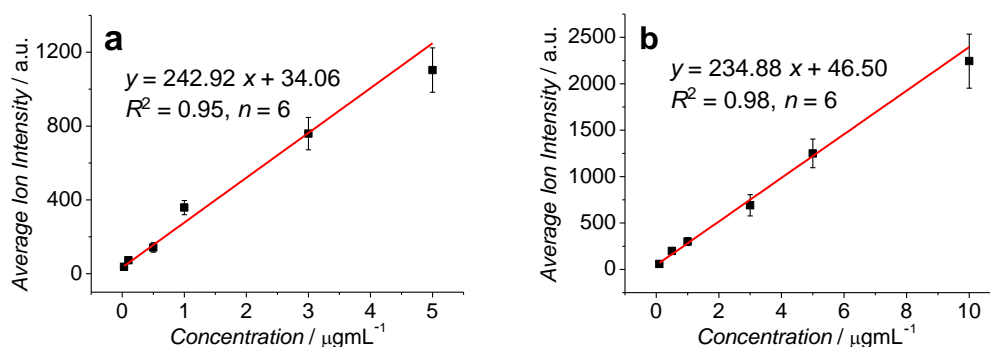 a
y = 242.92 x + 34.06
R² = 0.95, n = 6
Average Ion Intensity / a.u.
1200
800
400
0
0 1 2 3 4 5
Concentration / μgmL⁻¹
b
y = 234.88 x + 46.50
R² = 0.98, n = 6
Average Ion Intensity / a.u.
2500
2000
1500
1000
500
0
0 2 4 6 8 10
Concentration / μgmL⁻¹